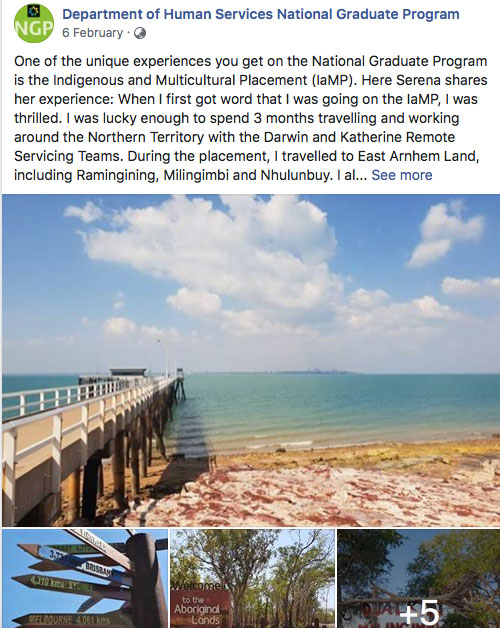 NGP
Department of Human Services National Graduate Program
6 February ·
One of the unique experiences you get on the National Graduate Program
is the Indigenous and Multicultural Placement (IaMP). Here Serena shares
her experience: When I first got word that I was going on the IaMP, I was
thrilled. I was lucky enough to spend 3 months travelling and working
around the Northern Territory with the Darwin and Katherine Remote
Servicing Teams. During the placement, I travelled to East Arnhem Land,
including Ramingining, Milingimbi and Nhulunbuy. I al... See more
BRISBANE
4,310 kms SYDNEY
MELBOURNE 4,061 kms
Welcome
to the
Aboriginal
Lands
+5